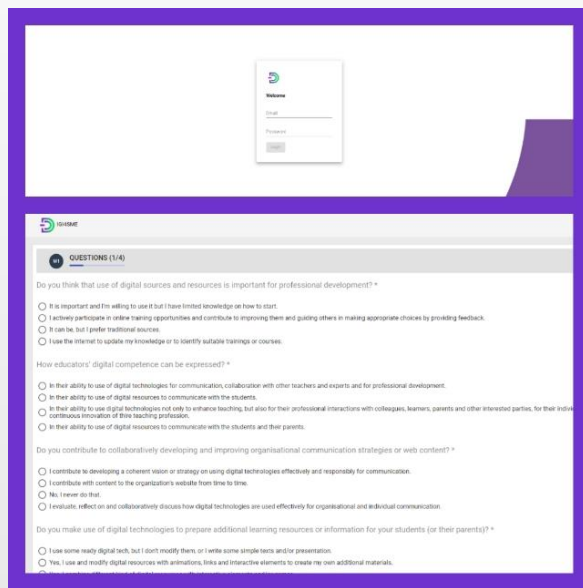 Welcome
Email
Password
QUESTIONS (1/4)
Do you think that use of digital sources and resources is important for professional development? *
It is important and I'm willing to use it but I have limited knowledge on how to start.
I actively participate in online training opportunities and contribute to improving them and guiding others in making appropriate choices by providing feedback.
It can be, but I prefer traditional sources.
I use the internet to update my knowledge or to identify suitable trainings or courses.
How educators' digital competence can be expressed? *
In their ability to use of digital technologies for communication, collaboration with other teachers and experts and for professional development.
In their ability to use of digital resources to communicate with the students.
In their ability to use digital technologies not only to enhance teaching, but also for their professional interactions with colleagues, learners, parents and other interested parties, for their
continuous innovation of thire teaching profession.
In their ability to use of digital resources to communicate with the students and their parents.
Do you contribute to collaboratively developing and improving organisational communication strategies or web content? *
I contribute to developing a coherent vision or strategy on using digital technologies effectively and responsibly for communication.
I contribute with content to the organization's website from time to time.
No, I never do that.
I evaluate, reflect on and collaboratively discuss how digital technologies are used effectively for organisational and individual communication.
Do you make use of digital technologies to prepare additional learning resources or information for your students (or their parents)? *
I use some ready digital tech, but I don't modify them, or I write some simple texts and/or presentation.
Yes, I use and modify digital resources with animations, links and interactive elements to create my own additional materials.